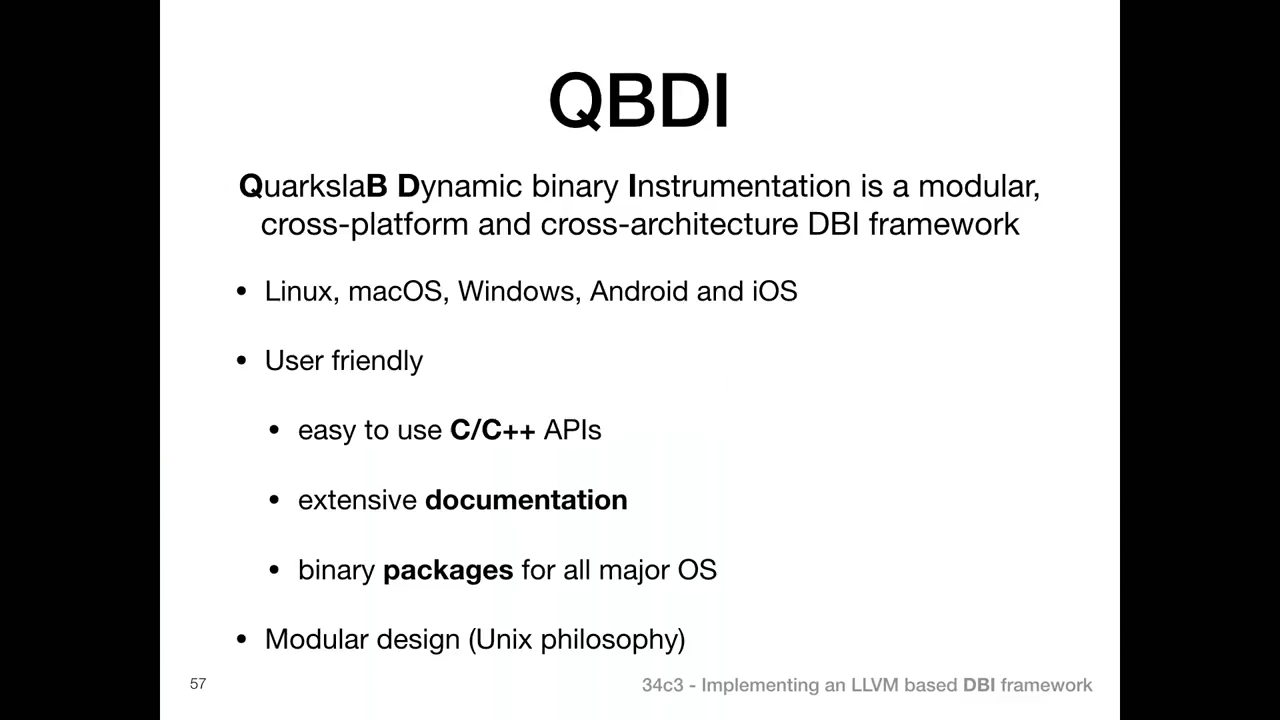 QBDI
QuarkslaB Dynamic binary Instrumentation is a modular,
cross-platform and cross-architecture DBI framework
• Linux, macOS, Windows, Android and iOS
• User friendly
• easy to use C/C++ APIs
• extensive documentation
• binary packages for all major OS
• Modular design (Unix philosophy)
57
34c3 - Implementing an LLVM based DBI framework